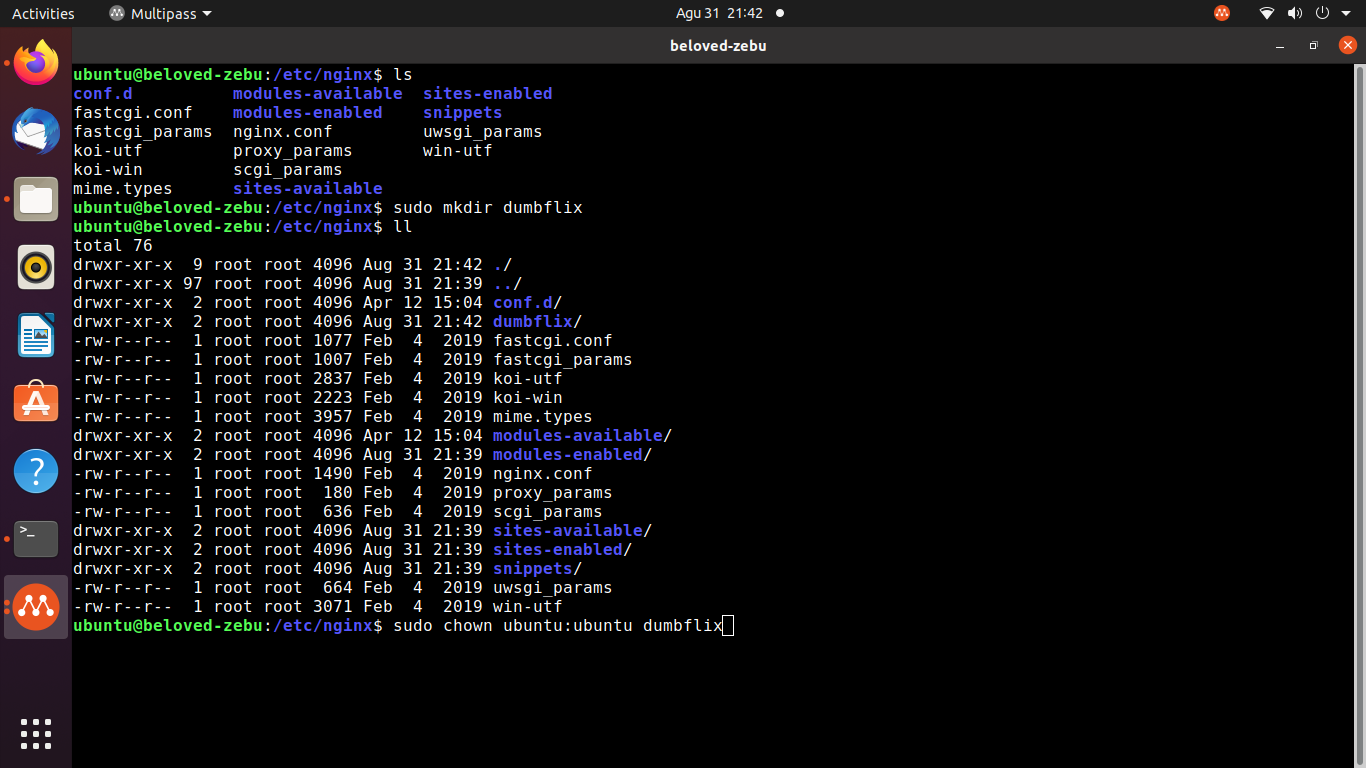 Activities Multipass Agu 31 21:42
beloved-zebu
ubuntu@beloved-zebu:/etc/nginx$ ls
conf.d modules-available sites-enabled
fastcgi.conf modules-enabled snippets
fastcgi_params nginx.conf uwsgi_params
koi-utf proxy_params win-utf
koi-win scgi_params
mime.types sites-available
ubuntu@beloved-zebu:/etc/nginx$ sudo mkdir dumbflix
ubuntu@beloved-zebu:/etc/nginx$ ll
total 76
drwxr-xr-x 9 root root 4096 Aug 31 21:42 ./
drwxr-xr-x 97 root root 4096 Aug 31 21:39 ../
drwxr-xr-x 2 root root 4096 Apr 12 15:04 conf.d/
drwxr-xr-x 2 root root 4096 Aug 31 21:42 dumbflix/
-rw-r--r-- 1 root root 1077 Feb 4 2019 fastcgi.conf
-rw-r--r-- 1 root root 1007 Feb 4 2019 fastcgi_params
-rw-r--r-- 1 root root 2837 Feb 4 2019 koi-utf
-rw-r--r-- 1 root root 2223 Feb 4 2019 koi-win
-rw-r--r-- 1 root root 3957 Feb 4 2019 mime.types
drwxr-xr-x 2 root root 4096 Apr 12 15:04 modules-available/
drwxr-xr-x 2 root root 4096 Aug 31 21:39 modules-enabled/
-rw-r--r-- 1 root root 1490 Feb 4 2019 nginx.conf
-rw-r--r-- 1 root root 180 Feb 4 2019 proxy_params
-rw-r--r-- 1 root root 636 Feb 4 2019 scgi_params
drwxr-xr-x 2 root root 4096 Aug 31 21:39 sites-available/
drwxr-xr-x 2 root root 4096 Aug 31 21:39 sites-enabled/
drwxr-xr-x 2 root root 4096 Aug 31 21:39 snippets/
-rw-r--r-- 1 root root 664 Feb 4 2019 uwsgi_params
-rw-r--r-- 1 root root 3071 Feb 4 2019 win-utf
ubuntu@beloved-zebu:/etc/nginx$ sudo chown ubuntu:ubuntu dumbflix